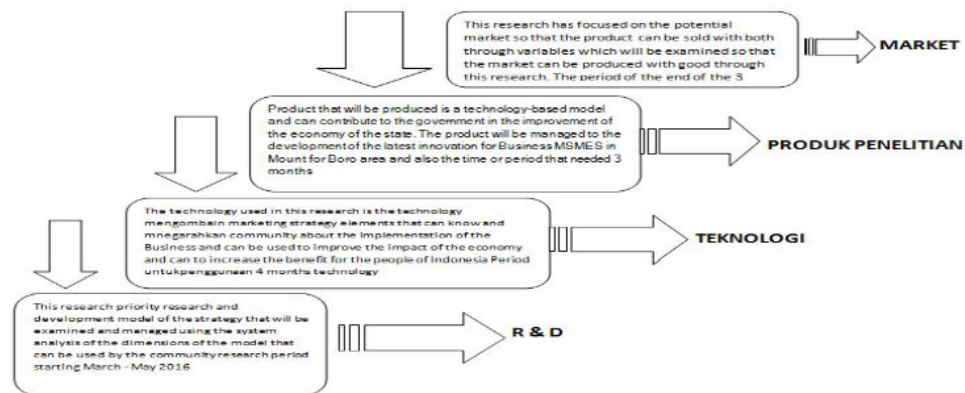 This research has focused on the potential
market so that the product can be sold with both
through variables which will be examined so that
the market can be produced with good through
this research. The period of the end of the 3
MARKET
Product that will be produced is a technology-based model
and can contribute to the government in the improvement of
the economy of the state. The product will be managed to the
development of the latest innovation for Business MSMES in
Mount for Boro area and also the time or period that needed 3
months
PRODUK PENELITIAN
The technology used in this research is the technology
mengombain marketing strategy elements that can know and
mnegarahkan community about the implementation of the
Business and can be used to improve the impact of the economy
and can to increase the benefit for the people of Indonesia Period
untukpenggunaan 4 months technology
TEKNOLOGI
This research priority research and
development model of the strategy that will be
examined and managed using the system
analysis of the dimensions of the model that
can be used by the community research period
starting March - May 2016
R & D